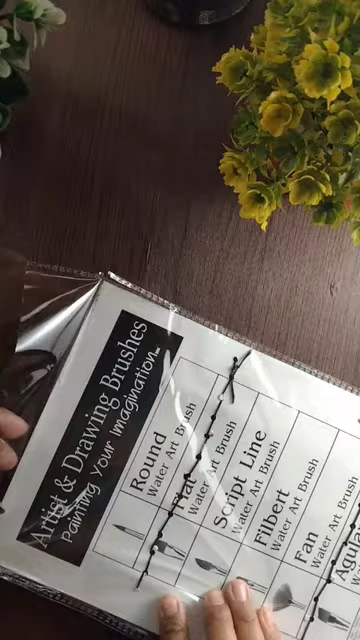 Artist & Drawing Brushes
Painting Your Imagination...
Round
Water Art Brush
Flat
Water Art Brush
Script Line
Water Art Brush
Filbert
Water Art Brush
Fan
Water Art Brush